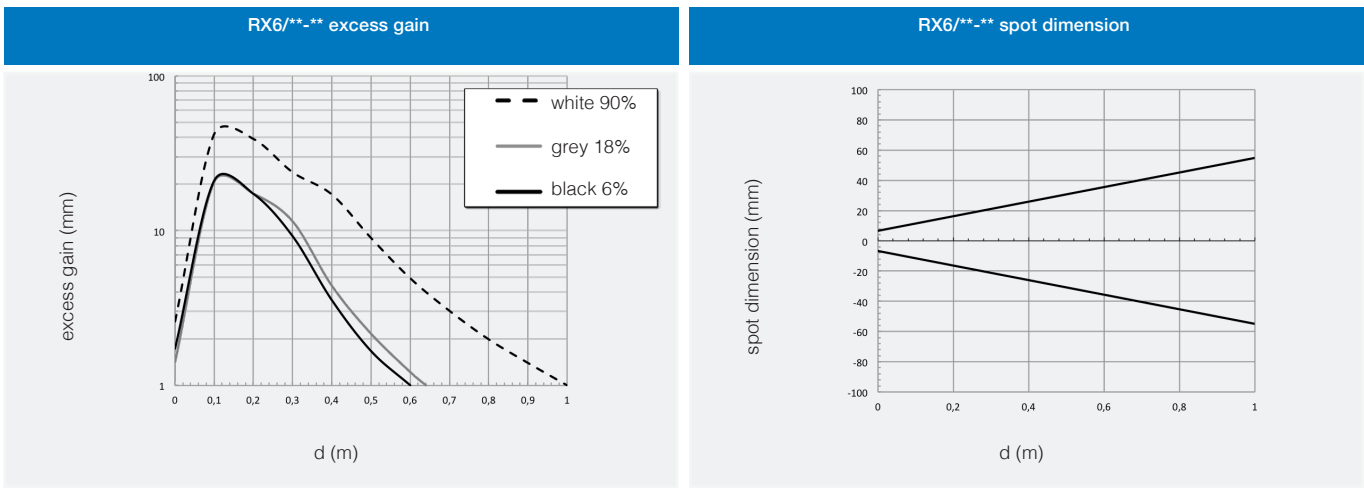 RX6/**-** excess gain
100
10
1
excess gain (mm)
white 90%
grey 18%
black 6%
0 0,1 0,2 0,3 0,4 0,5 0,6 0,7 0,8 0,9 1
d (m)
RX6/**-** spot dimension
100
80
60
40
20
0
-20
-40
-60
-80
-100
spot dimension (mm)
0 0,2 0,4 0,6 0,8 1
d (m)